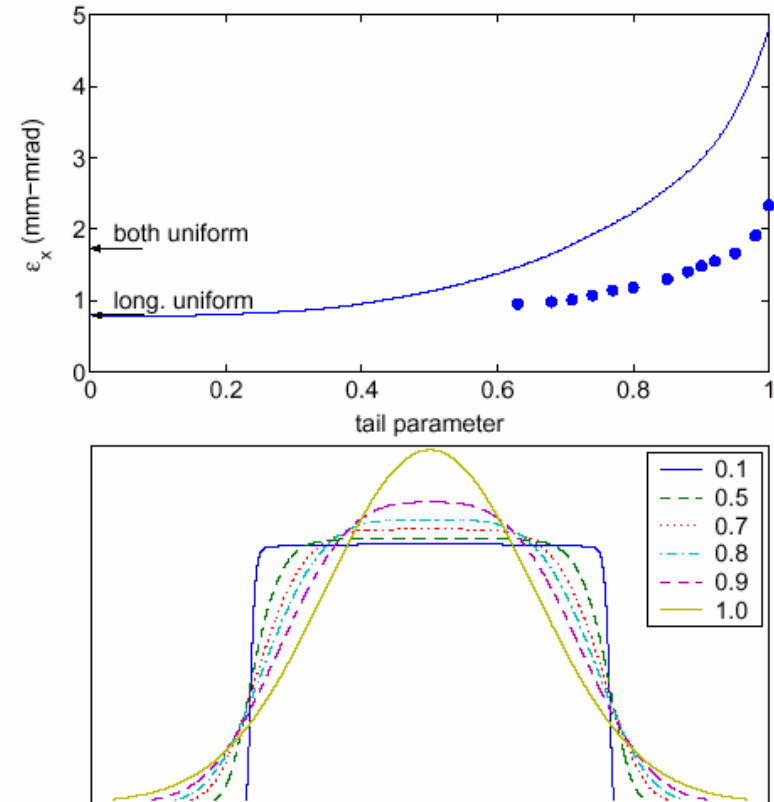 5
4
3
2
1
0
ε_x (mm-mrad)
both uniform
long. uniform
0 0.2 0.4 0.6 0.8 1
tail parameter
0.1
0.5
0.7
0.8
0.9
1.0